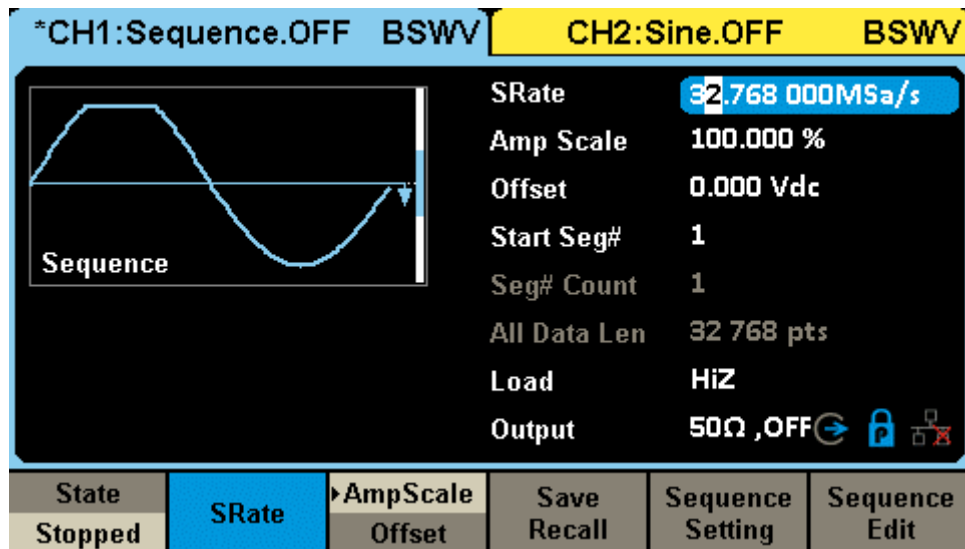 *CH1:Sequence.OFF BSWV
CH2:Sine.OFF BSWV
Sequence
SRate 32.768 000MSa/s
Amp Scale 100.000 %
Offset 0.000 Vdc
Start Seg# 1
Seg# Count 1
All Data Len 32 768 pts
Load HiZ
Output 50Ω ,OFF
P
State
Stopped
SRate
AmpScale
Offset
Save
Recall
Sequence
Setting
Sequence
Edit